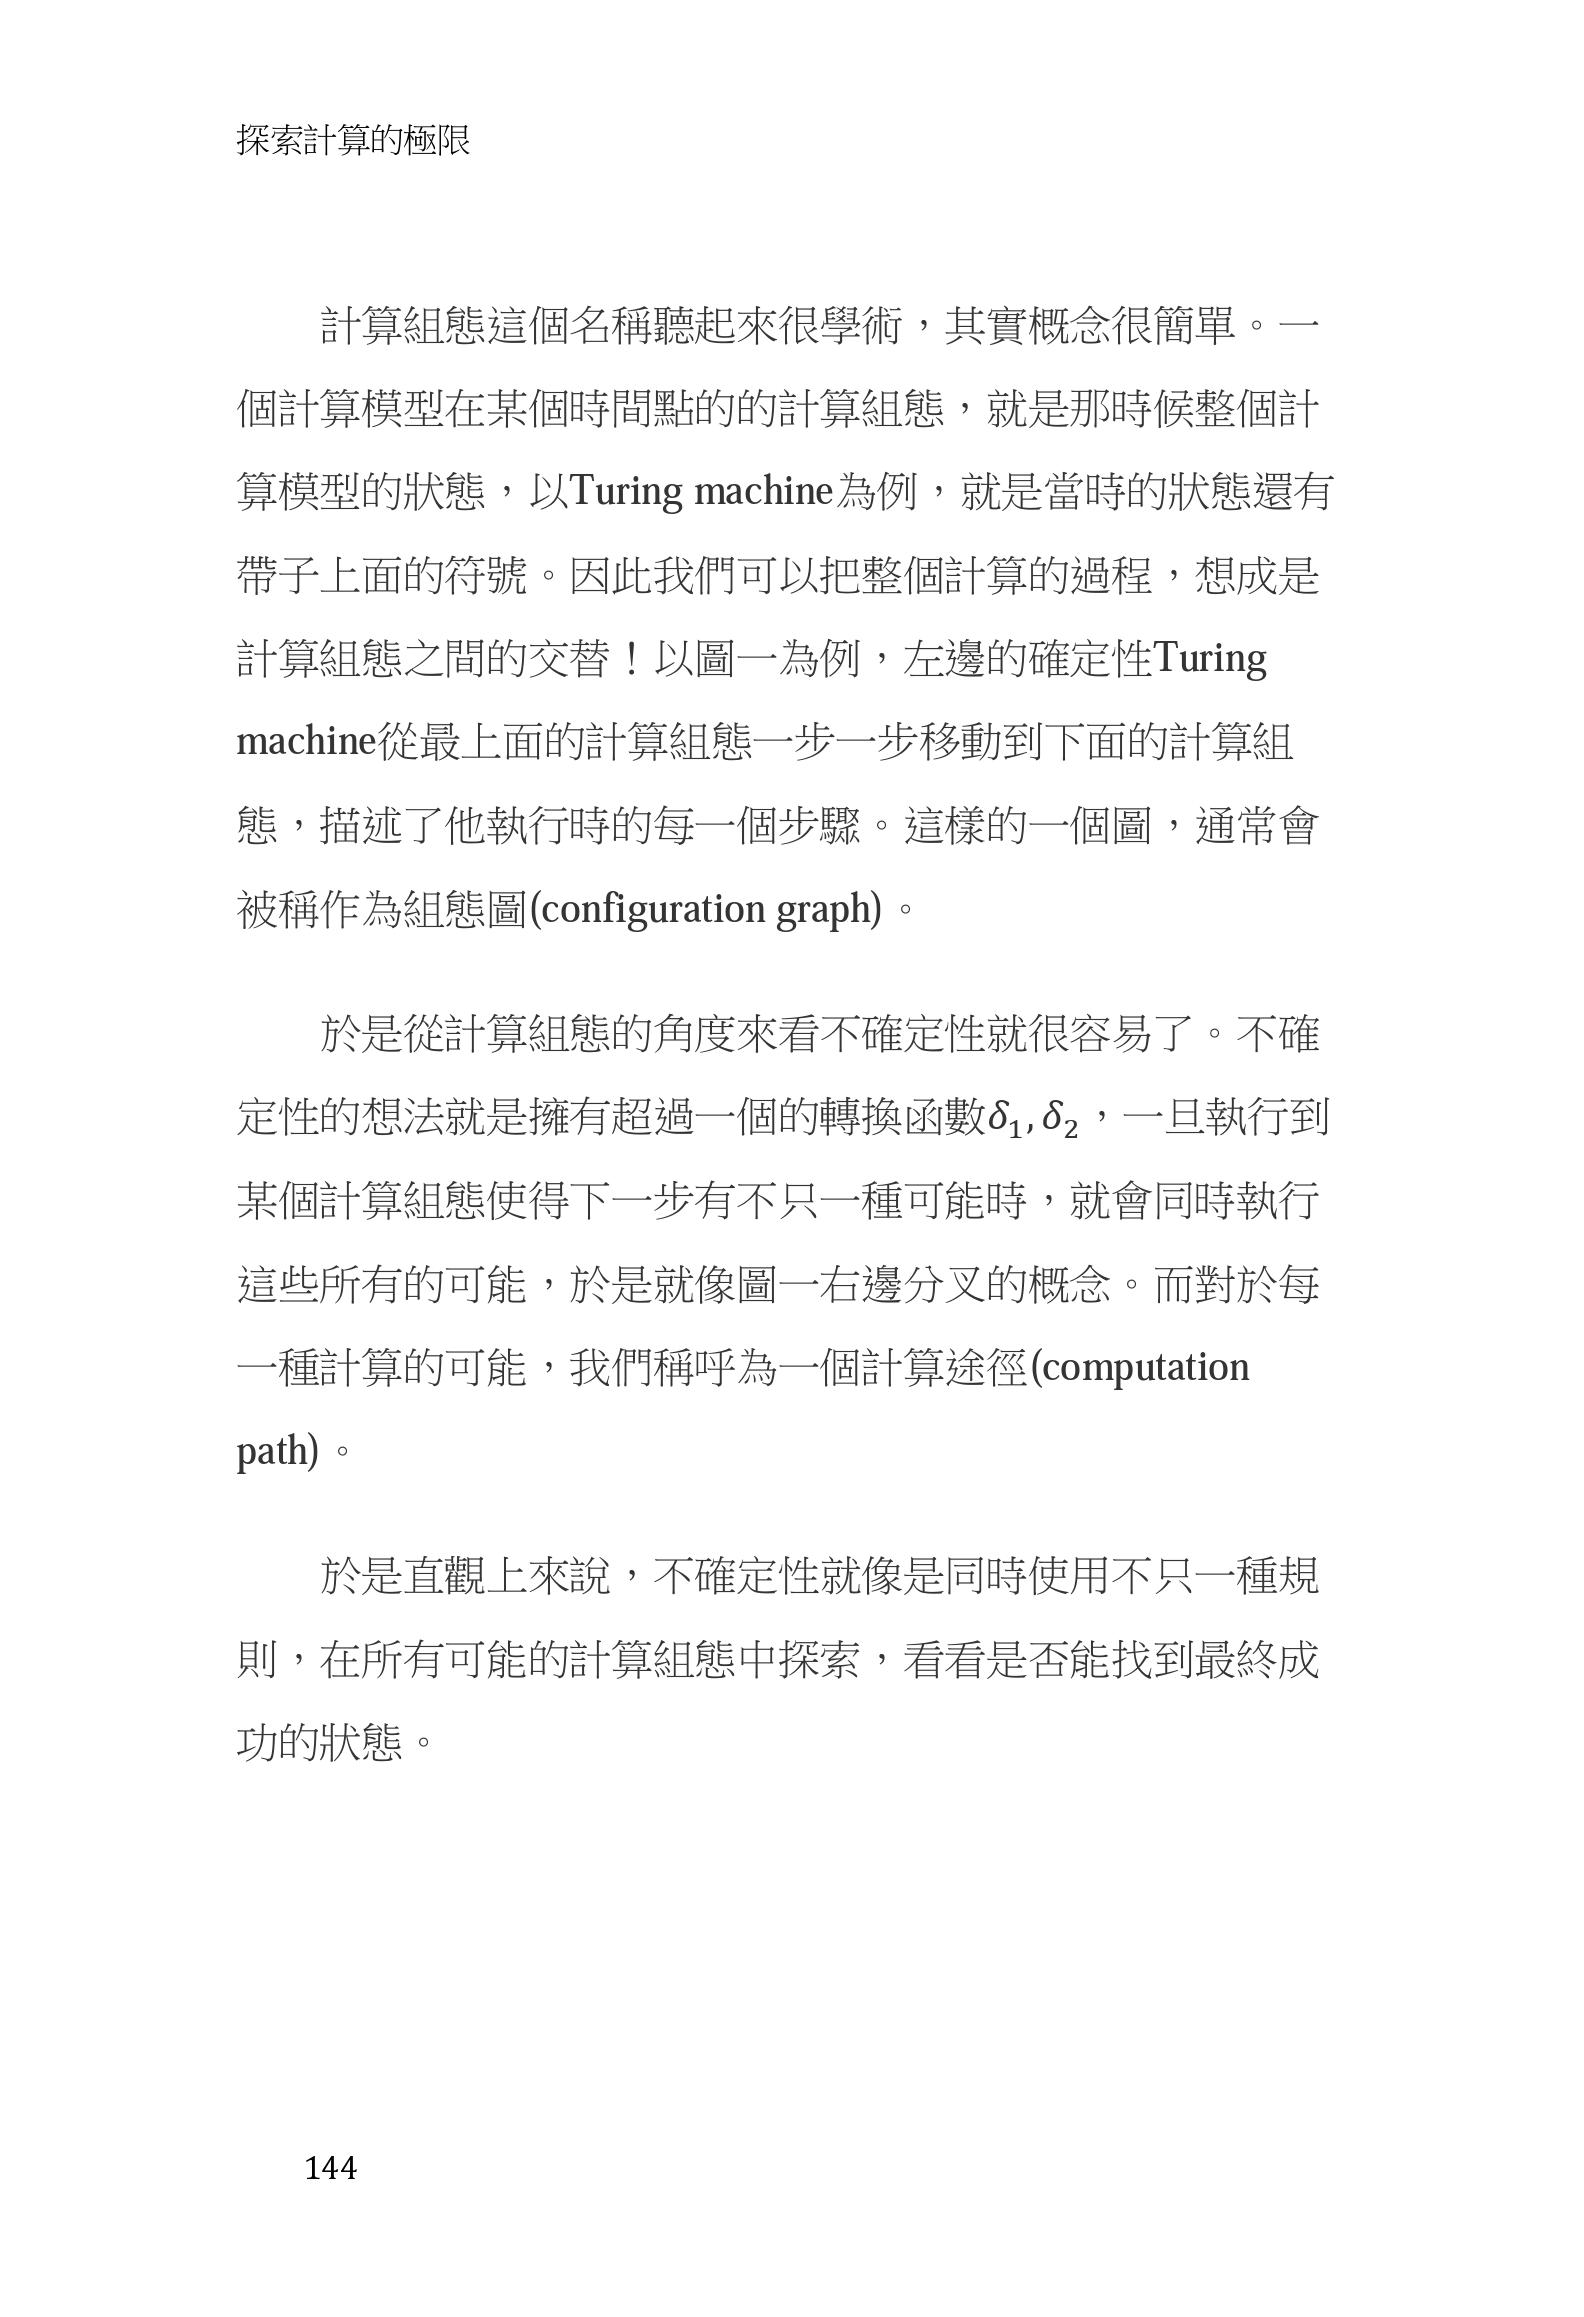 探索計算的極限
計算組態這個名稱聽起來很學術，其實概念很簡單。一
個計算模型在某個時間點的的計算組態，就是那時候整個計
算模型的狀態，以Turing machine為例，就是當時的狀態還有
帶子上面的符號。因此我們可以把整個計算的過程，想成是
計算組態之間的交替！以圖一為例，左邊的確定性Turing
machine從最上面的計算組態一步一步移動到下面的計算組
態，描述了他執行時的每一個步驟。這樣的一個圖，通常會
被稱作為組態圖(configuration graph)。
於是從計算組態的角度來看不確定性就很容易了。不確
定性的想法就是擁有超過一個的轉換函數δ₁,δ₂，一旦執行到
某個計算組態使得下一步有不只一種可能時，就會同時執行
這些所有的可能，於是就像圖一右邊分叉的概念。而對於每
一種計算的可能，我們稱呼為一個計算途徑(computation
path)。
於是直觀上來說，不確定性就像是同時使用不只一種規
則，在所有可能的計算組態中探索，看看是否能找到最終成
功的狀態。
144